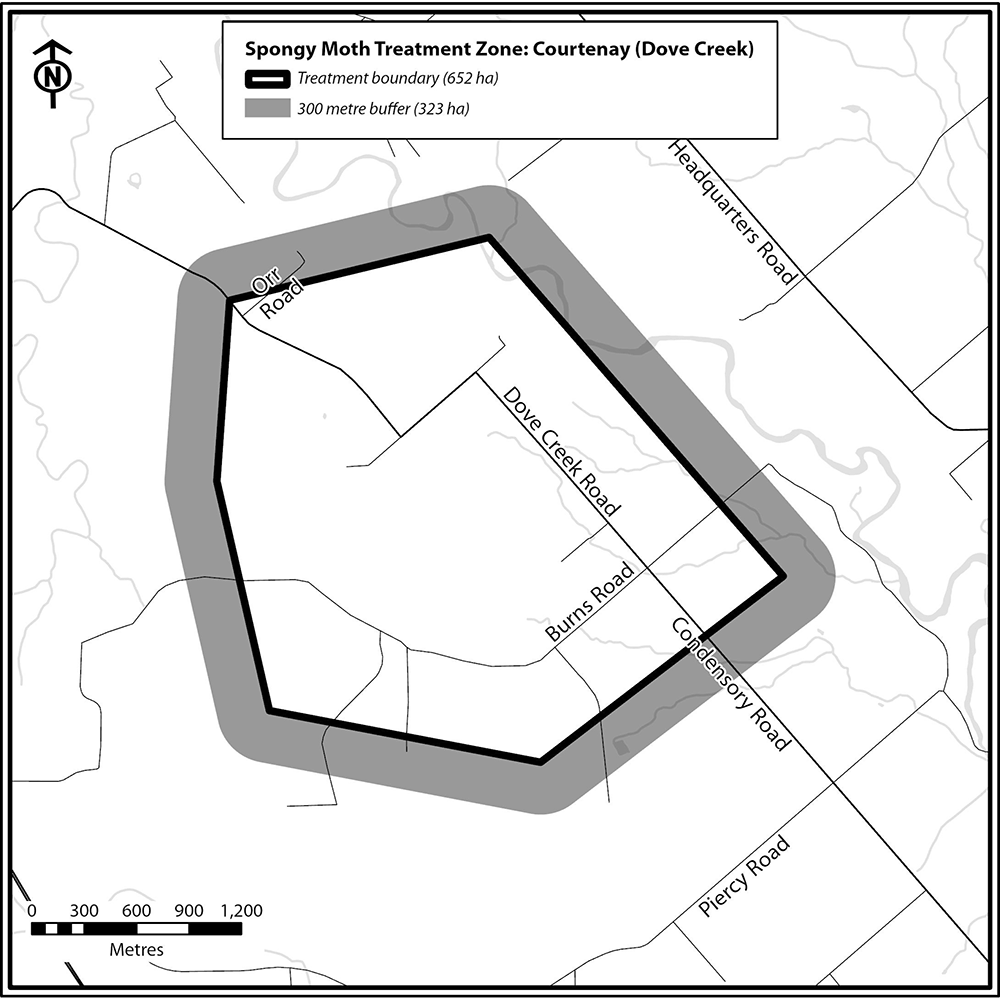 N
Spongy Moth Treatment Zone: Courtenay (Dove Creek)
Treatment boundary (652 ha)
300 metre buffer (323 ha)
Headquarters Road
Orr
Road
Dove Creek Road
Burns Road
Condensory Road
Piercy Road
0 300 600 900 1,200
Metres